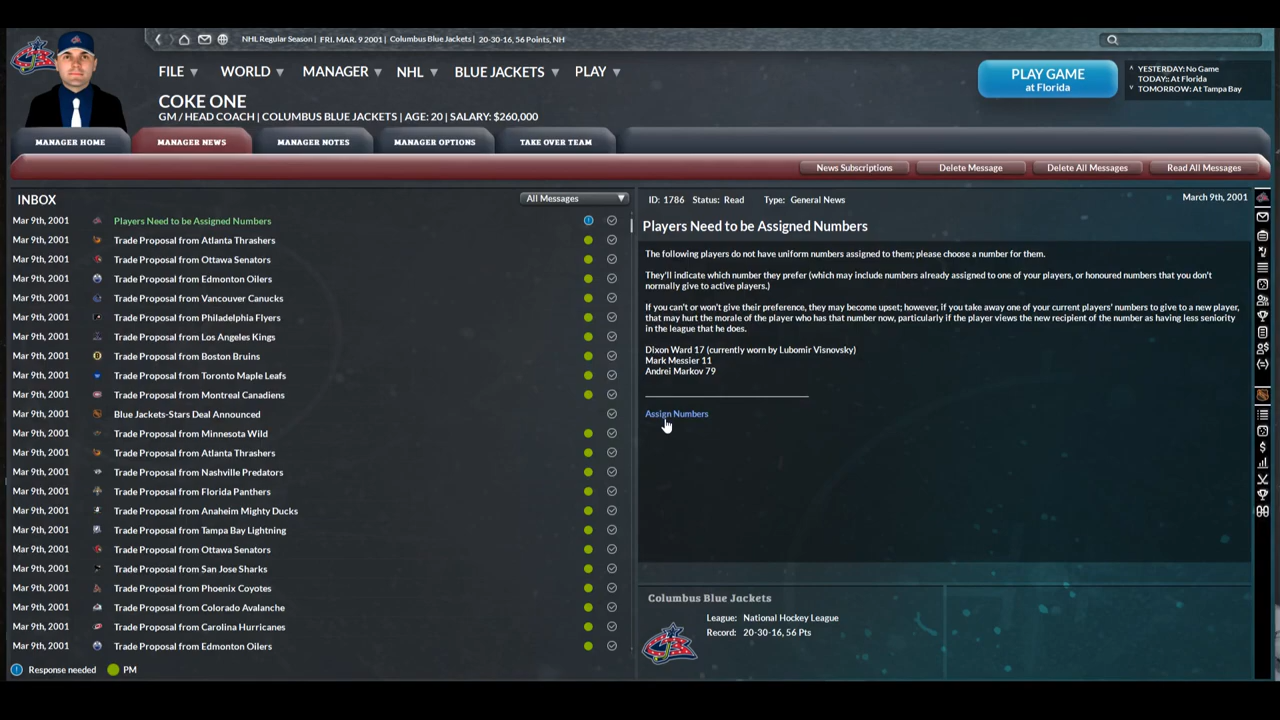 NHL Regular Season | FRI. MAR. 9 2001 | Columbus Blue Jackets | 20-30-16, 56 Points, NH
FILE WORLD MANAGER NHL BLUE JACKETS PLAY
PLAY GAME
at Florida
YESTERDAY: No Game
TODAY:: At Florida
TOMORROW: At Tampa Bay
COKE ONE
GM / HEAD COACH | COLUMBUS BLUE JACKETS | AGE: 20 | SALARY: $260,000
MANAGER HOME MANAGER NEWS MANAGER NOTES MANAGER OPTIONS TAKE OVER TEAM
News Subscriptions Delete Message Delete All Messages Read All Messages
INBOX
All Messages
Mar 9th, 2001 Players Need to be Assigned Numbers
Mar 9th, 2001 Trade Proposal from Atlanta Thrashers
Mar 9th, 2001 Trade Proposal from Ottawa Senators
Mar 9th, 2001 Trade Proposal from Edmonton Oilers
Mar 9th, 2001 Trade Proposal from Vancouver Canucks
Mar 9th, 2001 Trade Proposal from Philadelphia Flyers
Mar 9th, 2001 Trade Proposal from Los Angeles Kings
Mar 9th, 2001 Trade Proposal from Boston Bruins
Mar 9th, 2001 Trade Proposal from Toronto Maple Leafs
Mar 9th, 2001 Trade Proposal from Montreal Canadiens
Mar 9th, 2001 Blue Jackets-Stars Deal Announced
Mar 9th, 2001 Trade Proposal from Minnesota Wild
Mar 9th, 2001 Trade Proposal from Atlanta Thrashers
Mar 9th, 2001 Trade Proposal from Nashville Predators
Mar 9th, 2001 Trade Proposal from Florida Panthers
Mar 9th, 2001 Trade Proposal from Anaheim Mighty Ducks
Mar 9th, 2001 Trade Proposal from Tampa Bay Lightning
Mar 9th, 2001 Trade Proposal from Ottawa Senators
Mar 9th, 2001 Trade Proposal from San Jose Sharks
Mar 9th, 2001 Trade Proposal from Phoenix Coyotes
Mar 9th, 2001 Trade Proposal from Colorado Avalanche
Mar 9th, 2001 Trade Proposal from Carolina Hurricanes
Mar 9th, 2001 Trade Proposal from Edmonton Oilers
Response needed PM
ID: 1786 Status: Read Type: General News March 9th, 2001
Players Need to be Assigned Numbers
The following players do not have uniform numbers assigned to them; please choose a number for them.
They'll indicate which number they prefer (which may include numbers already assigned to one of your players, or honoured numbers that you don't
normally give to active players.)
If you can't or won't give their preference, they may become upset; however, if you take away one of your current players' numbers to give to a new player,
that may hurt the morale of the player who has that number now, particularly if the player views the new recipient of the number as having less seniority
in the league that he does.
Dixon Ward 17 (currently worn by Lubomir Visnovsky)
Mark Messier 11
Andrei Markov 79
Assign Numbers
Columbus Blue Jackets
League: National Hockey League
Record: 20-30-16, 56 Pts